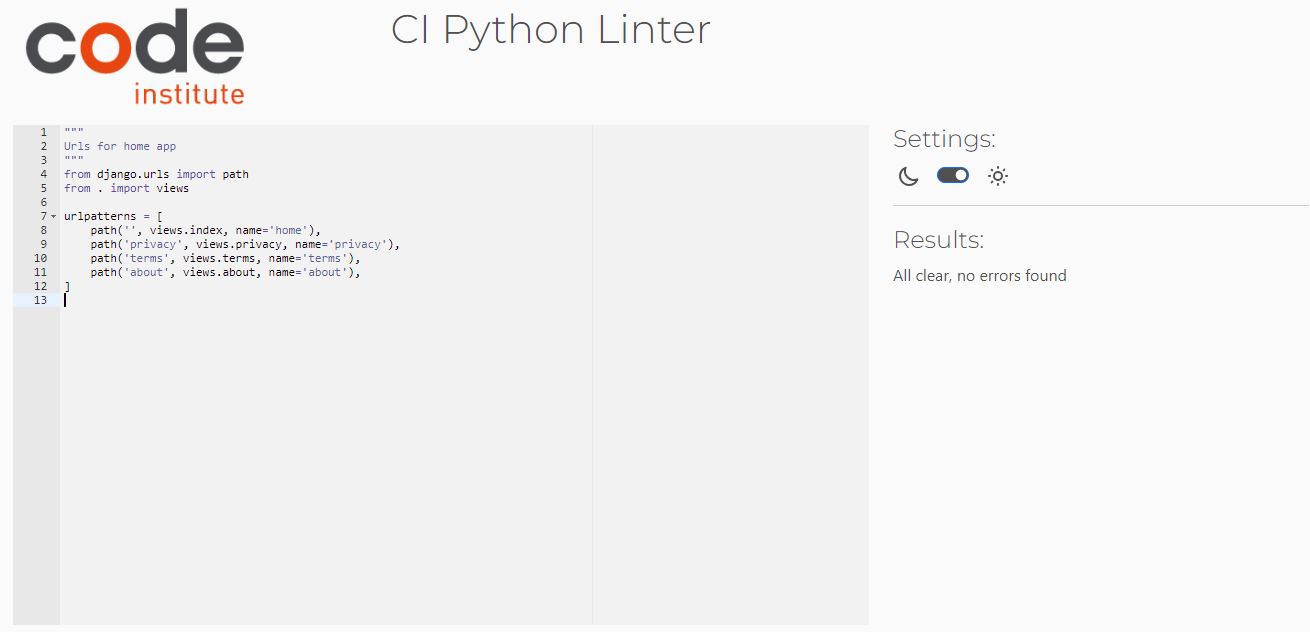 code
institute
CI Python Linter
1 """
2 Urls for home app
3 """
4 from django.urls import path
5 from . import views
6
7 urlpatterns = [
8     path('', views.index, name='home'),
9     path('privacy', views.privacy, name='privacy'),
10     path('terms', views.terms, name='terms'),
11     path('about', views.about, name='about'),
12 ]
13
Settings:
Results:
All clear, no errors found